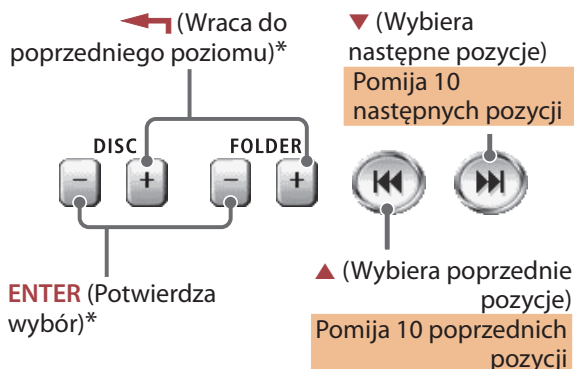 (Wraca do
poprzedniego poziomu)*
▼ (Wybiera
następne pozycje)
Pomija 10
następnych pozycji
DISC FOLDER
− + − +
ENTER (Potwierdza
wybór)*
▲ (Wybiera poprzednie
pozycje)
Pomija 10 poprzednich
pozycji